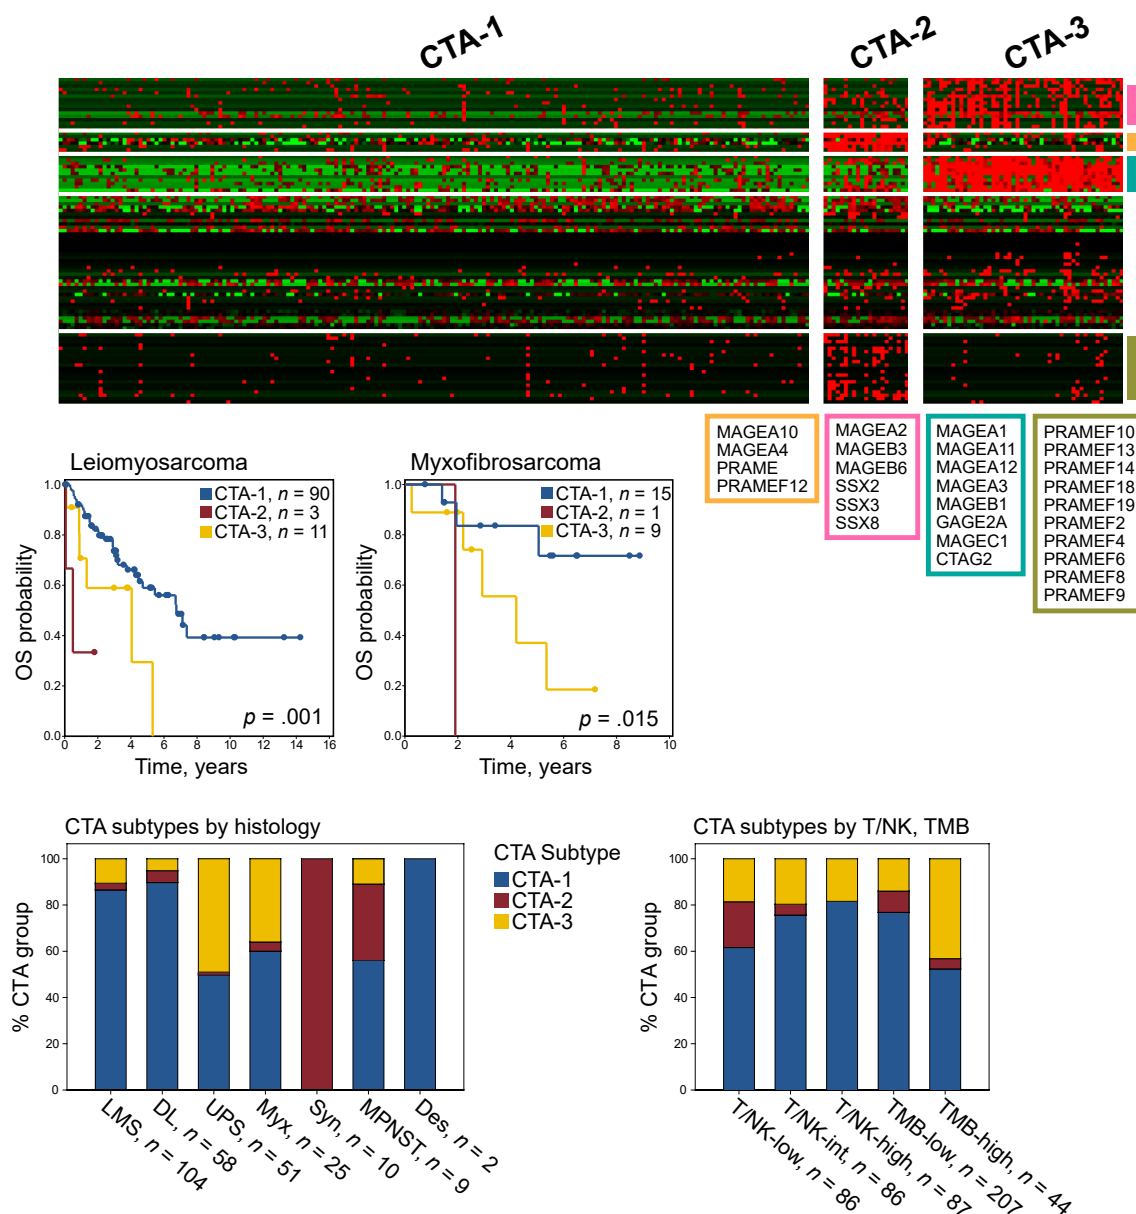 CTA-1
CTA-2
CTA-3
MAGEA10
MAGEA4
PRAME
PRAMEF12
MAGEA2
MAGEB3
MAGEB6
SSX2
SSX3
SSX8
MAGEA1
MAGEA11
MAGEA12
MAGEA3
MAGEB1
GAGE2A
MAGEC1
CTAG2
PRAMEF10
PRAMEF13
PRAMEF14
PRAMEF18
PRAMEF19
PRAMEF2
PRAMEF4
PRAMEF6
PRAMEF8
PRAMEF9
Leiomyosarcoma
CTA-1, n = 90
CTA-2, n = 3
CTA-3, n = 11
OS probability
1.0
0.8
0.6
0.4
0.2
0.0
p = .001
0 2 4 6 8 10 12 14 16
Time, years
Myxofibrosarcoma
CTA-1, n = 15
CTA-2, n = 1
CTA-3, n = 9
OS probability
1.0
0.8
0.6
0.4
0.2
0.0
p = .015
0 2 4 6 8 10
Time, years
CTA subtypes by histology
% CTA group
100
80
60
40
20
0
LMS, n = 104
DL, n = 58
UPS, n = 51
Myx, n = 25
Syn, n = 10
MPNST, n = 9
Des, n = 2
CTA Subtype
CTA-1
CTA-2
CTA-3
CTA subtypes by T/NK, TMB
% CTA group
100
80
60
40
20
0
T/NK-low, n = 86
T/NK-int, n = 86
T/NK-high, n = 87
TMB-low, n = 207
TMB-high, n = 44